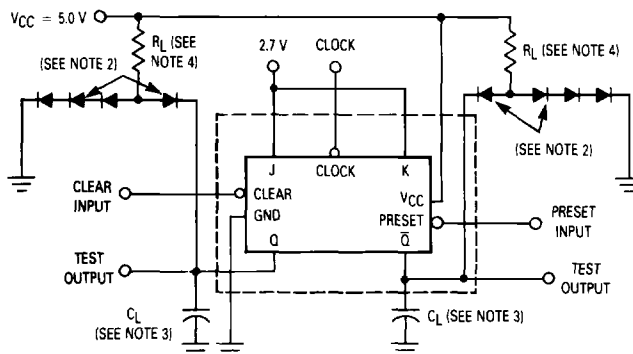 VCC = 5.0 V
RL (SEE
NOTE 4)
(SEE NOTE 2)
2.7 V
CLOCK
RL (SEE NOTE 4)
(SEE NOTE 2)
J
CLOCK
K
CLEAR
INPUT
CLEAR
GND
VCC
PRESET
PRESET
INPUT
Q
Q̅
TEST
OUTPUT
TEST
OUTPUT
CL
(SEE NOTE 3)
CL (SEE NOTE 3)